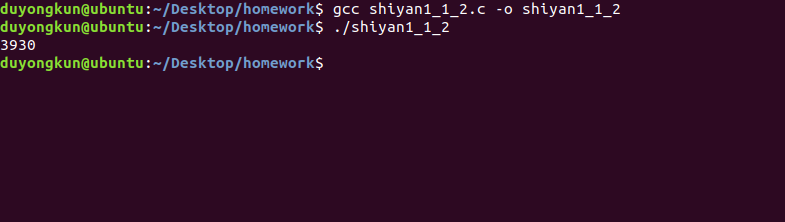 duyongkun@ubuntu:~/Desktop/homework$ gcc shiyan1_1_2.c -o shiyan1_1_2
duyongkun@ubuntu:~/Desktop/homework$ ./shiyan1_1_2
3930
duyongkun@ubuntu:~/Desktop/homework$